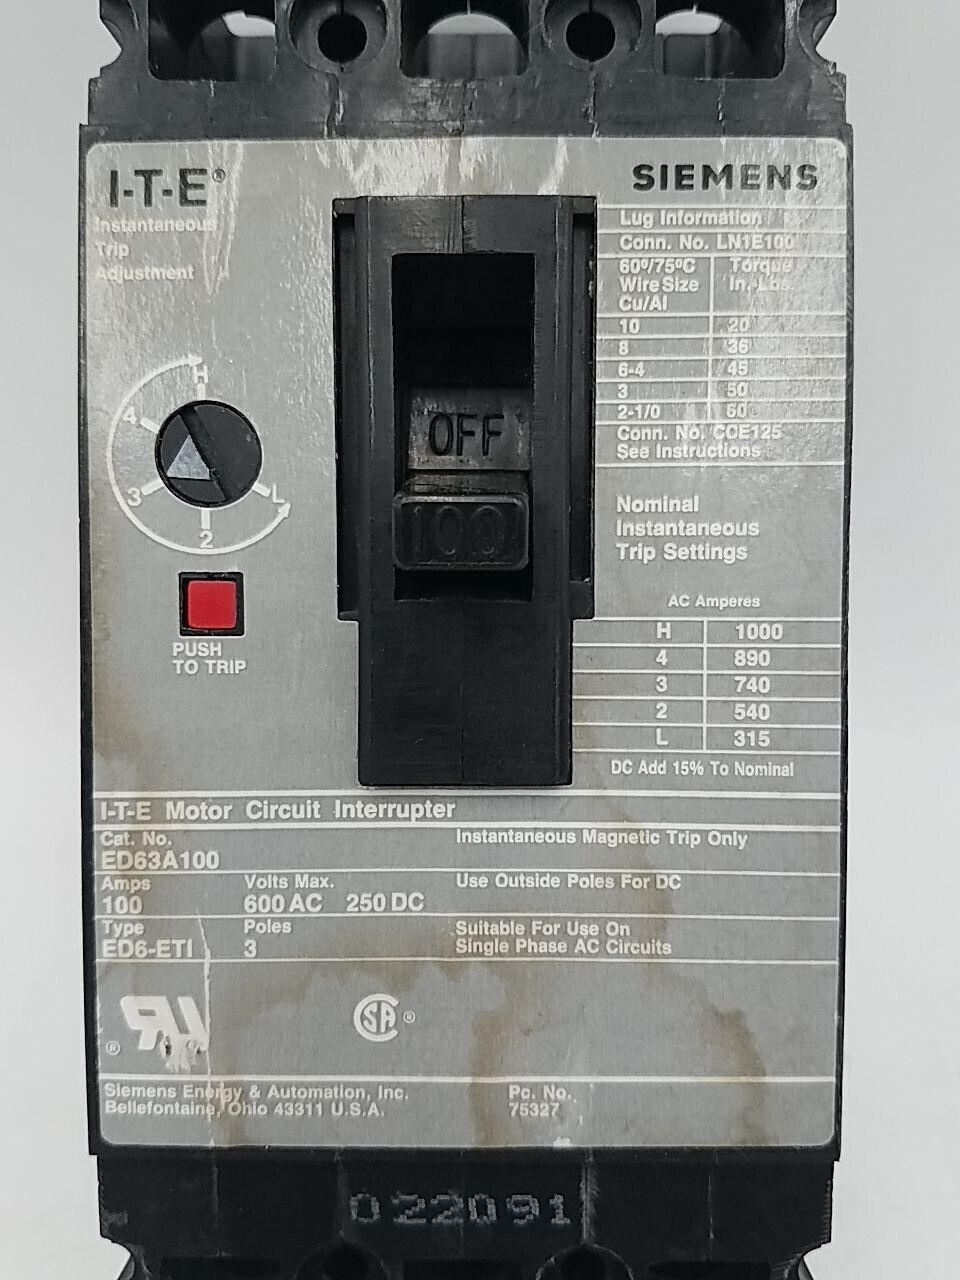 I-T-E®
SIEMENS
Instantaneous
Trip
Adjustment
H
4
3
2
L
PUSH
TO TRIP
OFF
100
Lug Information
Conn. No. LN1E100
60º/75ºC Torque
Wire Size In.-Lbs.
Cu/Al
10 20
8 36
6-4 45
3 50
2-1/0 60
Conn. No. CCE125
See Instructions
Nominal
Instantaneous
Trip Settings
AC Amperes
H 1000
4 890
3 740
2 540
L 315
DC Add 15% To Nominal
I-T-E Motor Circuit Interrupter
Cat. No. Instantaneous Magnetic Trip Only
ED63A100
Amps Volts Max. Use Outside Poles For DC
100 600 AC 250 DC
Type Poles Suitable For Use On
ED6-ETI 3 Single Phase AC Circuits
RU ®
SA ®
Siemens Energy & Automation, Inc. Pc. No.
Bellefontaine, Ohio 43311 U.S.A. 75327
022091